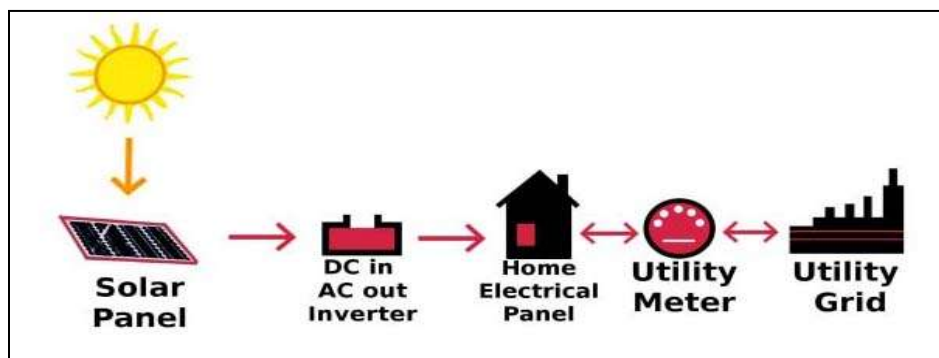 Solar
Panel
DC in
AC out
Inverter
Home
Electrical
Panel
Utility
Meter
Utility
Grid